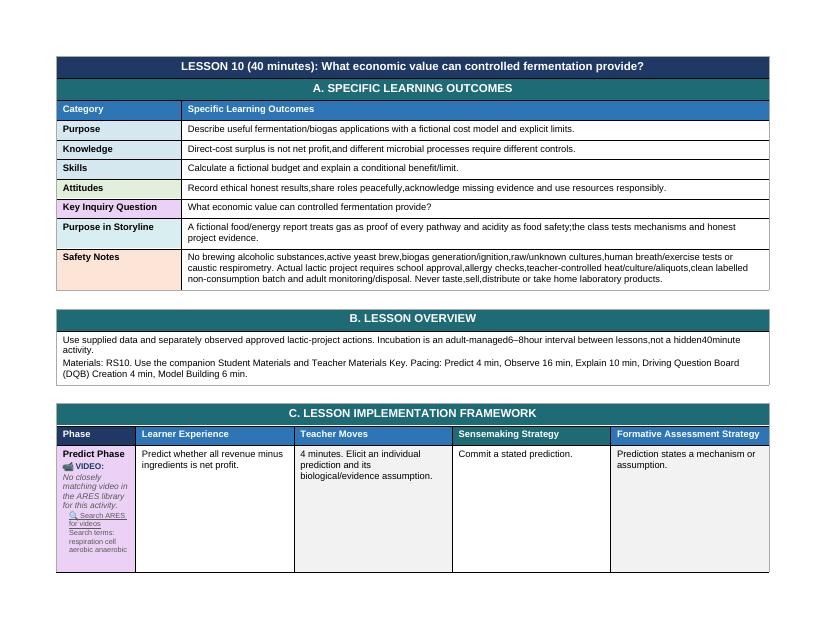 LESSON 10 (40 minutes): What economic value can controlled fermentation provide?
A. SPECIFIC LEARNING OUTCOMES
Category
Specific Learning Outcomes
Purpose
Describe useful fermentation/biogas applications with a fictional cost model and explicit limits.
Knowledge
Direct-cost surplus is not net profit,and different microbial processes require different controls.
Skills
Calculate a fictional budget and explain a conditional benefit/limit.
Attitudes
Record ethical honest results,share roles peacefully,acknowledge missing evidence and use resources responsibly.
Key Inquiry Question
What economic value can controlled fermentation provide?
Purpose in Storyline
A fictional food/energy report treats gas as proof of every pathway and acidity as food safety;the class tests mechanisms and honest
project evidence.
Safety Notes
No brewing alcoholic substances,active yeast brew,biogas generation/ignition,raw/unknown cultures,human breath/exercise tests or
caustic respirometry. Actual lactic project requires school approval,allergy checks,teacher-controlled heat/culture/aliquots,clean labelled
non-consumption batch and adult monitoring/disposal. Never taste,sell,distribute or take home laboratory products.
B. LESSON OVERVIEW
Use supplied data and separately observed approved lactic-project actions. Incubation is an adult-managed6–8hour interval between lessons,not a hidden40minute
activity.
Materials: RS10. Use the companion Student Materials and Teacher Materials Key. Pacing: Predict 4 min, Observe 16 min, Explain 10 min, Driving Question Board
(DQB) Creation 4 min, Model Building 6 min.
C. LESSON IMPLEMENTATION FRAMEWORK
Phase
Learner Experience
Teacher Moves
Sensemaking Strategy
Formative Assessment Strategy
Predict Phase
📹 VIDEO:
No closely
matching video in
the ARES library
for this activity.
🔍 Search ARES
for videos
Search terms:
respiration cell
aerobic anaerobic
Predict whether all revenue minus
ingredients is net profit.
4 minutes. Elicit an individual
prediction and its
biological/evidence assumption.
Commit a stated prediction.
Prediction states a mechanism or
assumption.